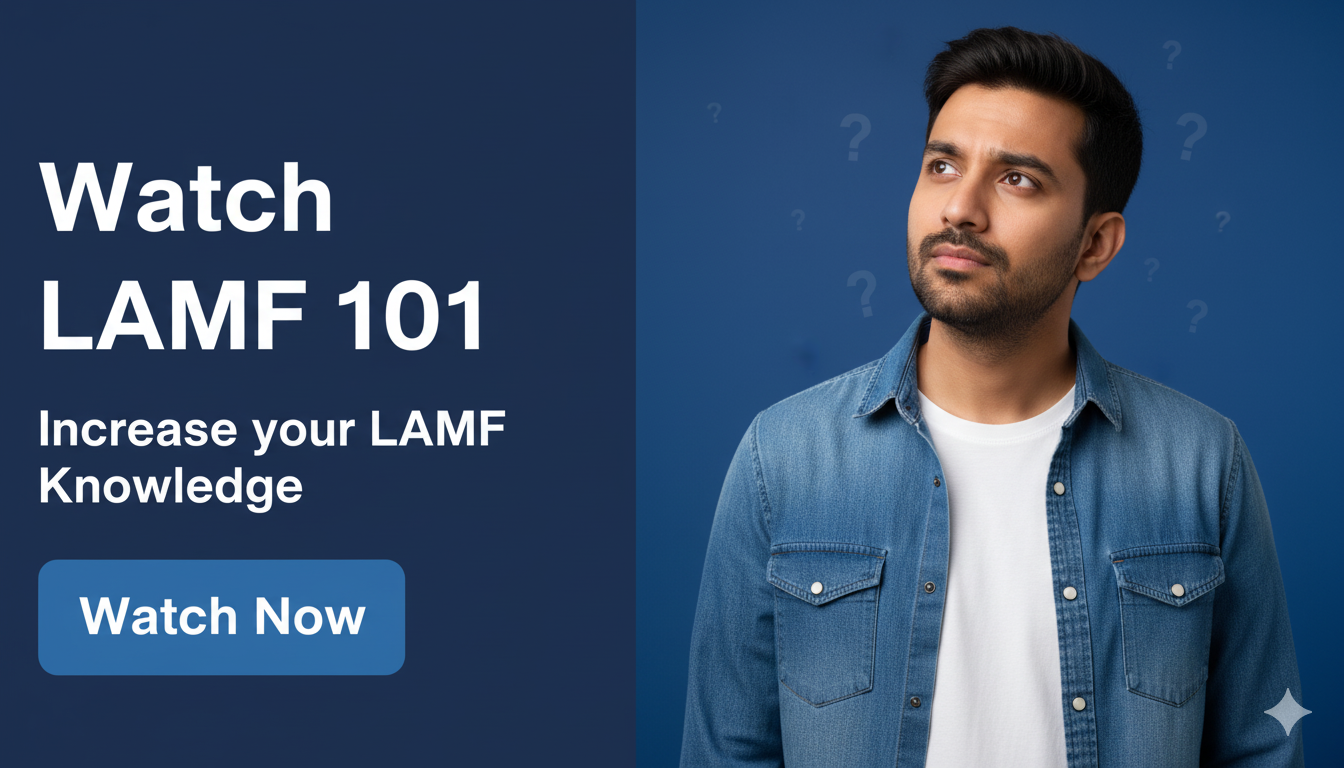 Watch
LAMF 101
Increase your LAMF
Knowledge
Watch Now
? ? ? ? ? ? ? ? ?